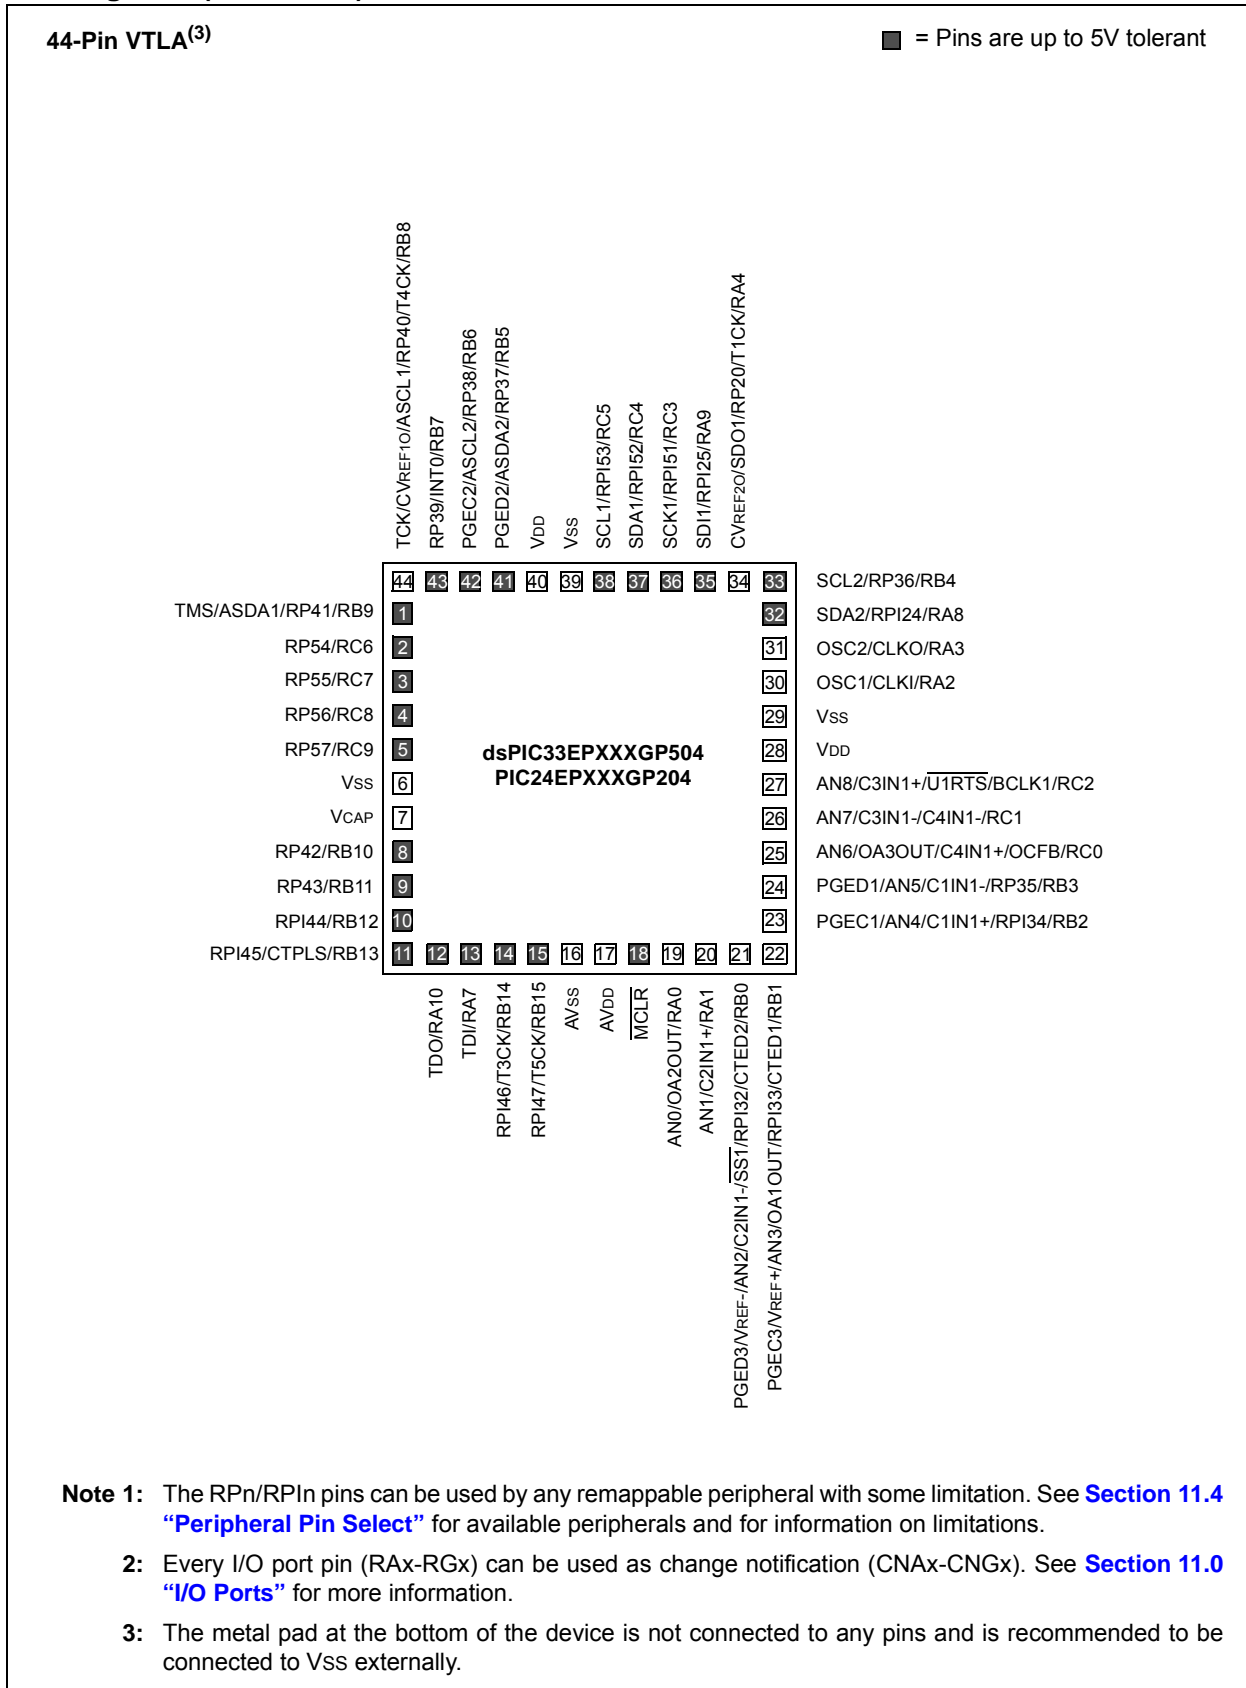 44-Pin VTLA(3)
= Pins are up to 5V tolerant
TCK/CVREF1O/ASCL1/RP40/T4CK/RB8
RP39/INT0/RB7
PGEC2/ASCL2/RP38/RB6
PGED2/ASDA2/RP37/RB5
VDD
VSS
SCL1/RPI53/RC5
SDA1/RPI52/RC4
SCK1/RPI51/RC3
SDI1/RPI25/RA9
CVREF2O/SDO1/RP20/T1CK/RA4
44 43 42 41 40 39 38 37 36 35 34 33 SCL2/RP36/RB4
TMS/ASDA1/RP41/RB9 1 32 SDA2/RPI24/RA8
RP54/RC6 2 31 OSC2/CLKO/RA3
RP55/RC7 3 30 OSC1/CLKI/RA2
RP56/RC8 4 29 VSS
RP57/RC9 5 dsPIC33EPXXXGP504 28 VDD
PIC24EPXXXGP204
VSS 6 27 AN8/C3IN1+/U1RTS/BCLK1/RC2
VCAP 7 26 AN7/C3IN1-/C4IN1-/RC1
RP42/RB10 8 25 AN6/OA3OUT/C4IN1+/OCFB/RC0
RP43/RB11 9 24 PGED1/AN5/C1IN1-/RP35/RB3
RPI44/RB12 10 23 PGEC1/AN4/C1IN1+/RPI34/RB2
RPI45/CTPLS/RB13 11 12 13 14 15 16 17 18 19 20 21 22
TDO/RA10
TDI/RA7
RPI46/T3CK/RB14
RPI47/T5CK/RB15
AVSS
AVDD
MCLR
AN0/OA2OUT/RA0
AN1/C2IN1+/RA1
PGED3/VREF-/AN2/C2IN1-/SS1/RPI32/CTED2/RB0
PGEC3/VREF+/AN3/OA1OUT/RPI33/CTED1/RB1
Note 1: The RPn/RPIn pins can be used by any remappable peripheral with some limitation. See Section 11.4
“Peripheral Pin Select” for available peripherals and for information on limitations.
2: Every I/O port pin (RAx-RGx) can be used as change notification (CNAx-CNGx). See Section 11.0
“I/O Ports” for more information.
3: The metal pad at the bottom of the device is not connected to any pins and is recommended to be
connected to VSS externally.